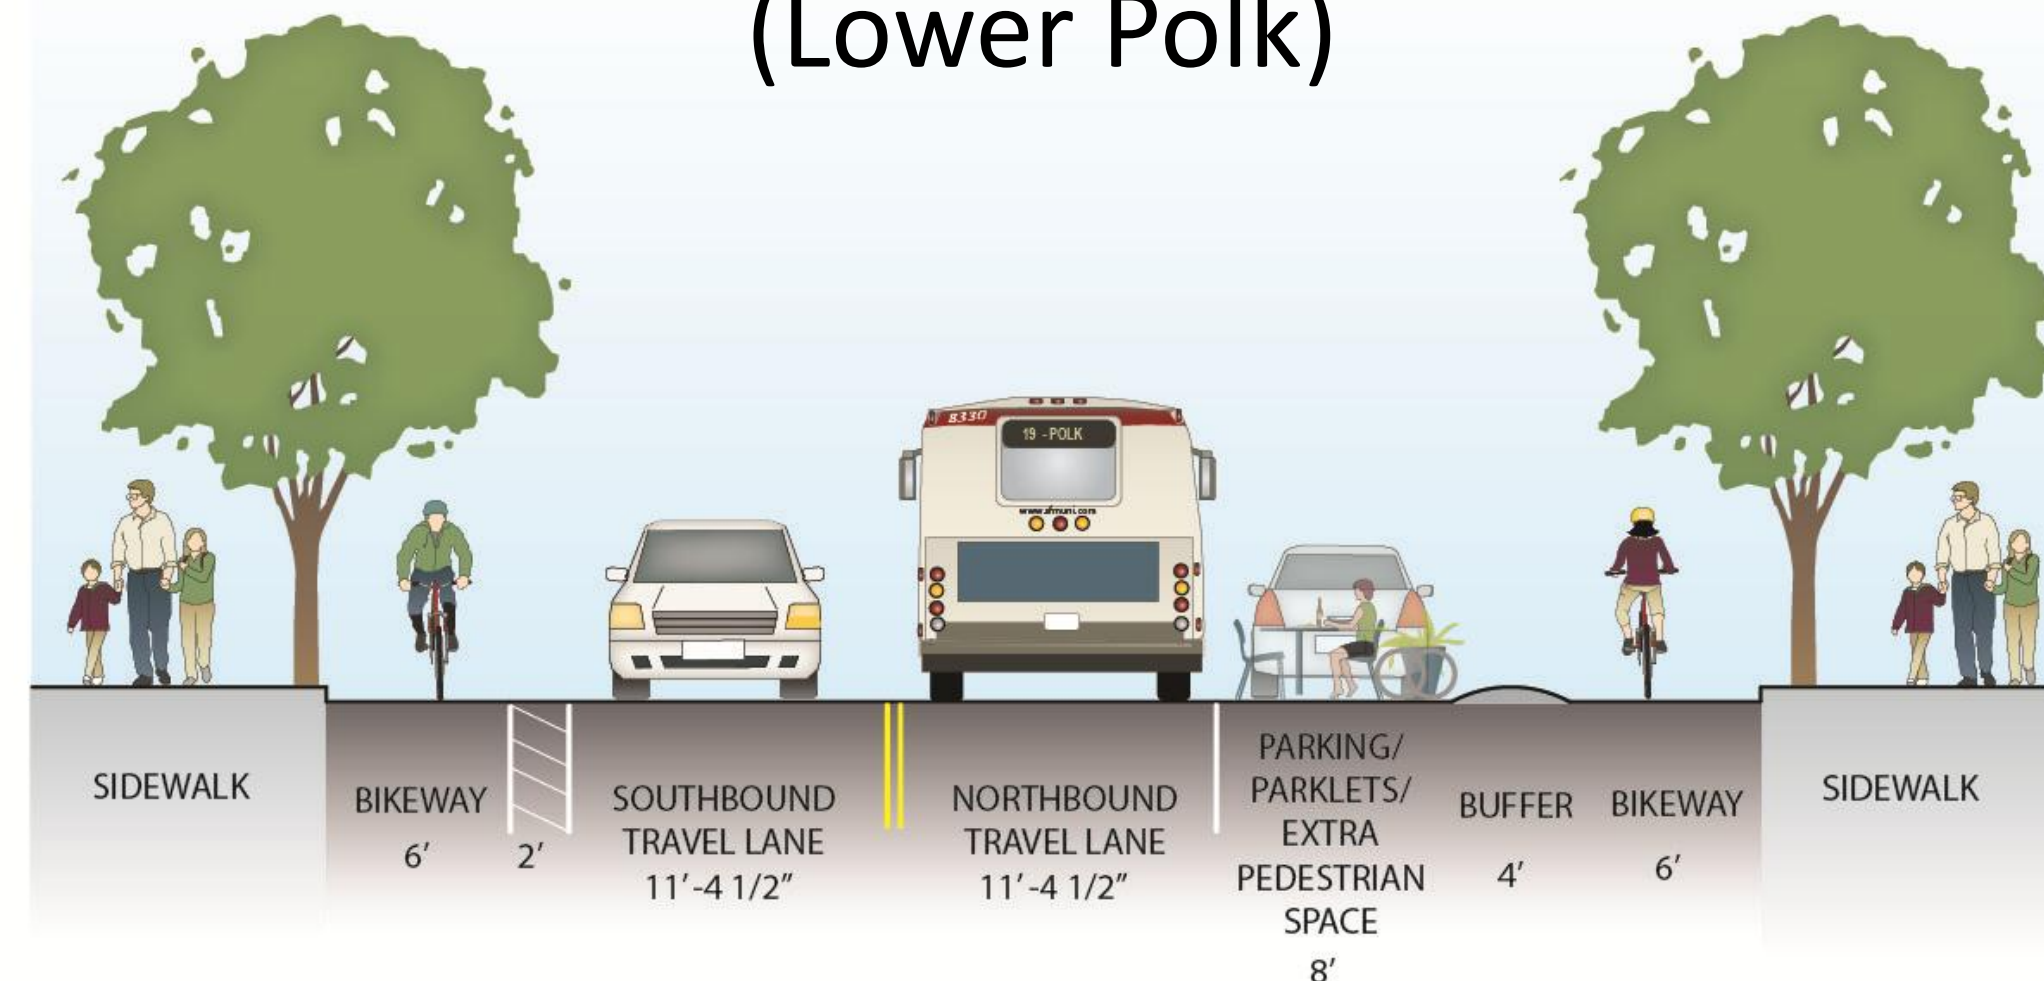 (Lower Polk)
8330
19 - POLK
www.sfmuni.com
SIDEWALK
BIKEWAY
6′
2′
SOUTHBOUND
TRAVEL LANE
11′-4 1/2″
NORTHBOUND
TRAVEL LANE
11′-4 1/2″
PARKING/
PARKLETS/
EXTRA
PEDESTRIAN
SPACE
8′
BUFFER
4′
BIKEWAY
6′
SIDEWALK